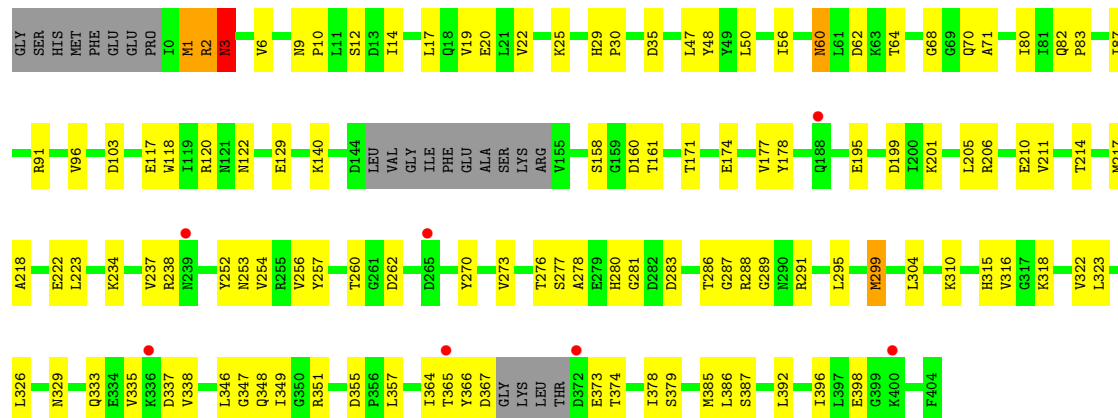 GLY SER HIS MET PHE GLU GLU PRO I0 M1 R2 N3 V6 N9 P10 L11 S12 D13 I14 L17 Q18 V19 E20 L21 V22 K25 H29 P30 D35 L47 Y48 Y49 L50 I56 N60 L61 D62 K63 T64 G68 G69 Q70 A71 I80 I81 Q82 P83
R91 V96 D103 E117 W118 I119 R120 N121 N122 E129 K140 D144 LEU VAL GLY ILE PHE GLU ALA SER LYS ARG V155 S158 G159 D160 T161 T171 E174 V177 Y178 Q188 E195 D199 I200 K201 L205 R206 E210 V211 T214 M217
A218 E222 L223 K234 V237 R238 N239 Y252 N253 V254 R255 V256 Y257 T260 G261 D262 D265 Y270 V273 T276 S277 A278 E279 H280 G281 D282 D283 T286 G287 R288 G289 N290 R291 L295 M299 L304 K310 H315 V316 G317 K318 V322 L323
L326 N329 Q333 E334 V335 K336 D337 V338 L346 G347 Q348 I349 G350 R351 D355 P356 L357 I364 T365 S366 D367 GLY LYS LEU THR D372 E373 T374 I378 S379 M385 L386 S387 L392 I396 L397 E398 G399 K400 F404